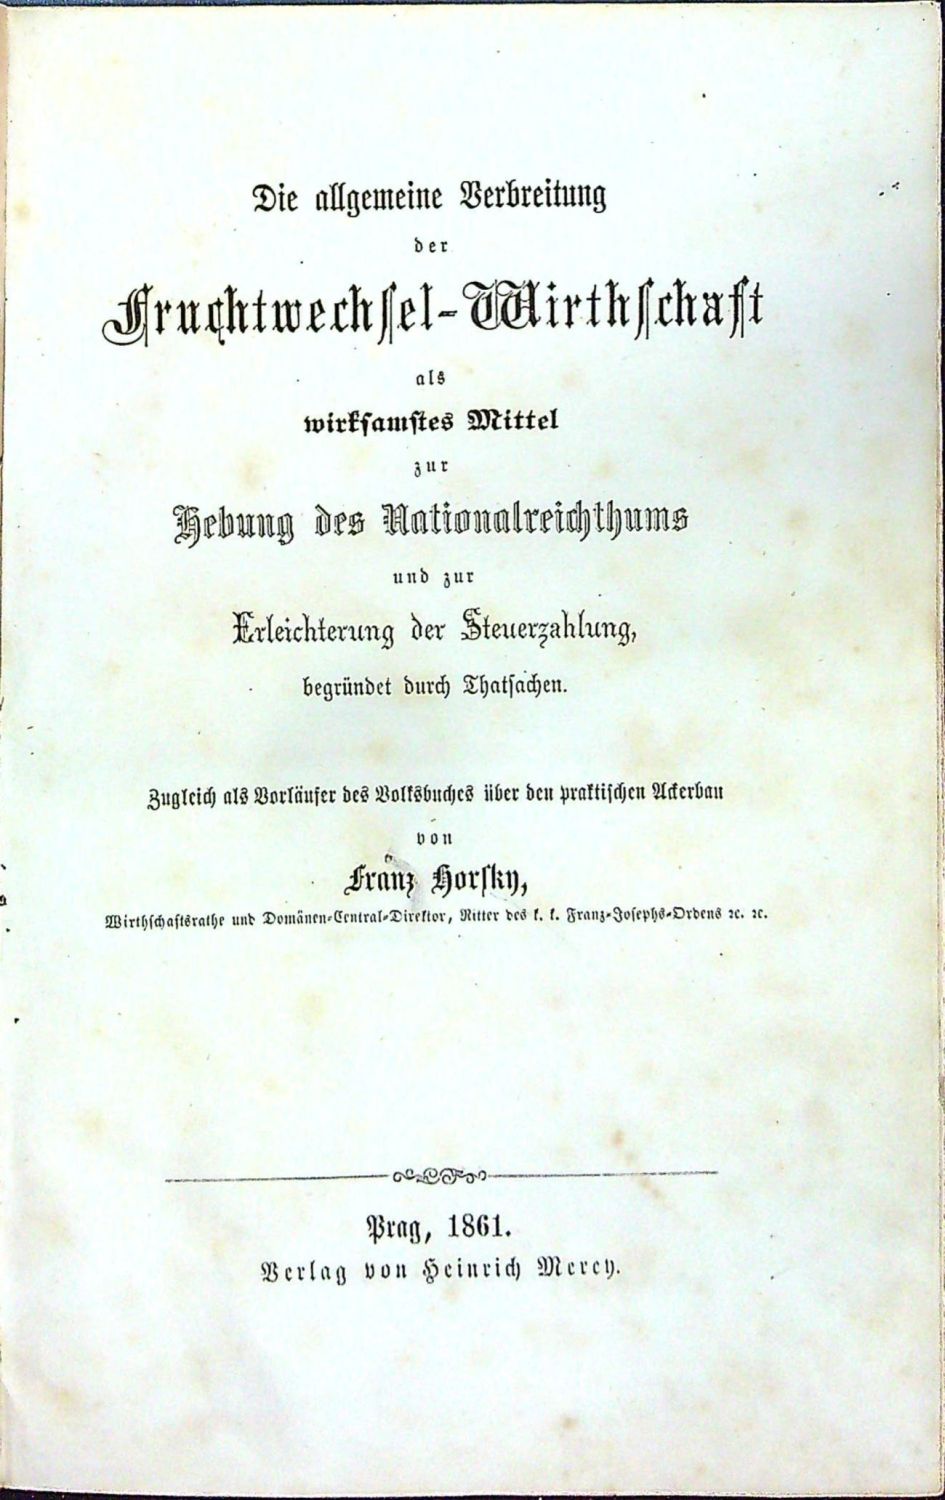 Die allgemeine Verbreitung
der
Fruchtwechsel-Wirthschaft
als
wirksamstes Mittel
zur
Hebung des Nationalreichthums
und zur
Erleichterung der Steuerzahlung,
begründet durch Thatsachen.
Zugleich als Vorläufer des Volksbuches über den praktischen Ackerbau
von
Franz Horsky,
Wirthschaftsrathe und Domänen-Central-Direktor, Ritter des k. k. Franz-Josephs-Ordens ꝛc. ꝛc.
Prag, 1861.
Verlag von Heinrich Mercy.